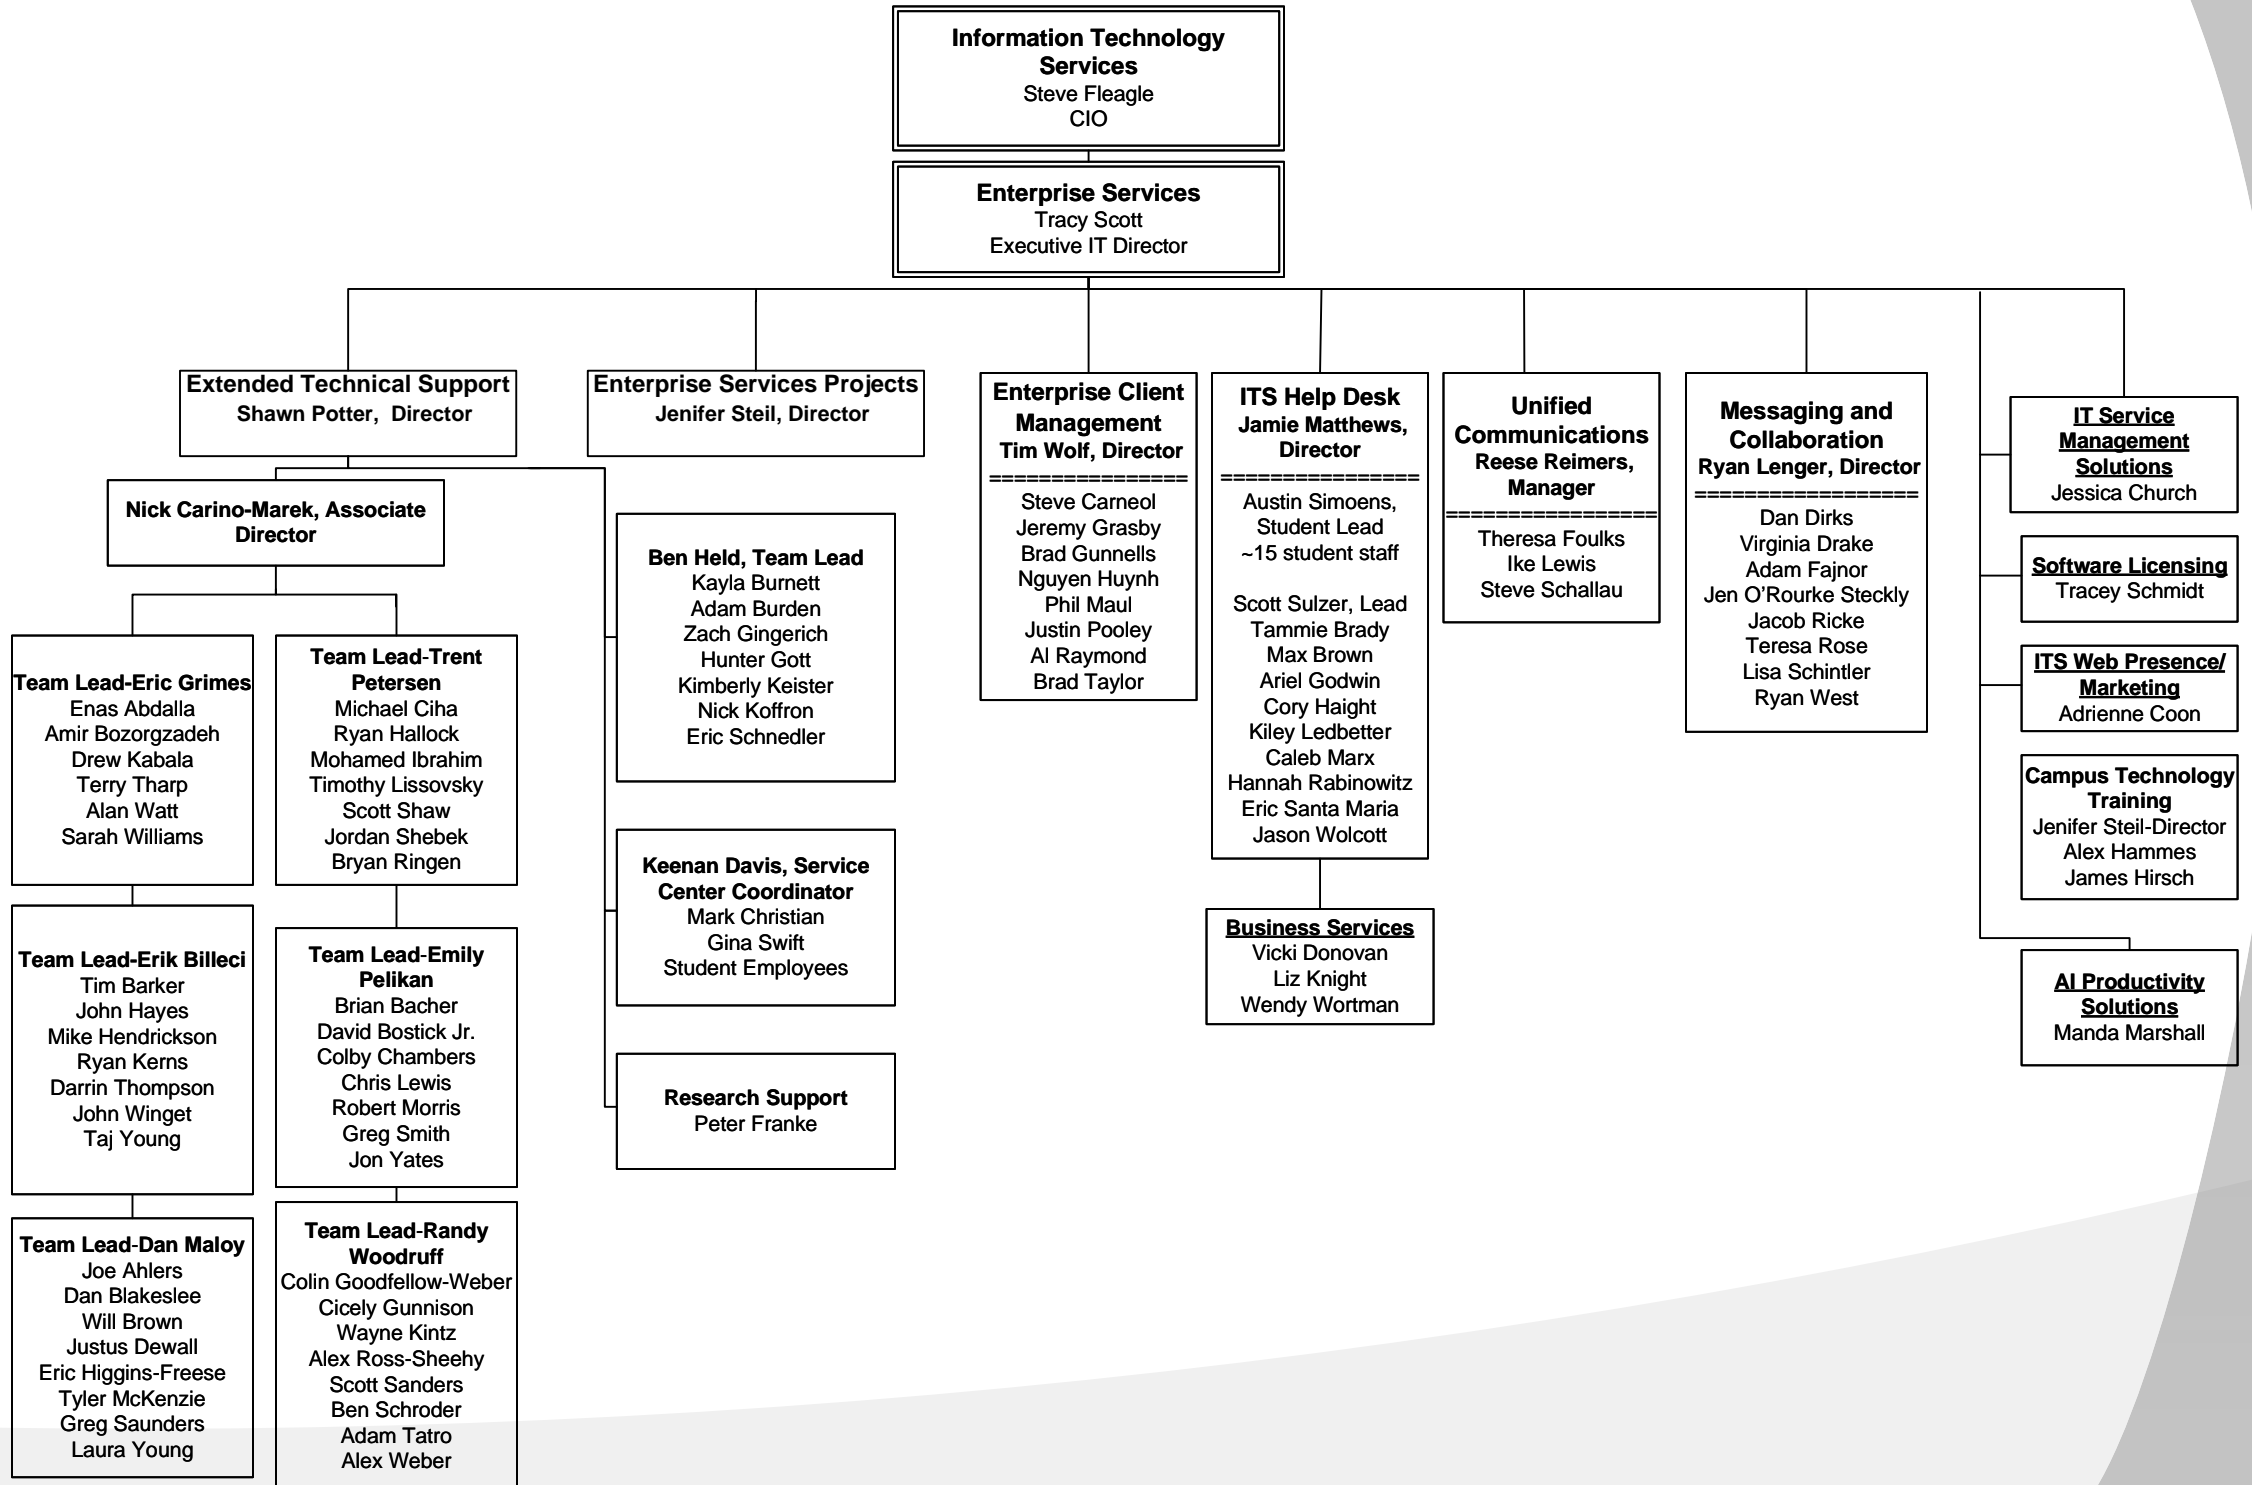 Information Technology
Services
Steve Fleagle
CIO
Enterprise Services
Tracy Scott
Executive IT Director
Extended Technical Support
Shawn Potter, Director
Nick Carino-Marek, Associate
Director
Team Lead-Eric Grimes
Enas Abdalla
Amir Bozorgzadeh
Drew Kabala
Terry Tharp
Alan Watt
Sarah Williams
Team Lead-Erik Billeci
Tim Barker
John Hayes
Mike Hendrickson
Ryan Kerns
Darrin Thompson
John Winget
Taj Young
Team Lead-Dan Maloy
Joe Ahlers
Dan Blakeslee
Will Brown
Justus Dewall
Eric Higgins-Freese
Tyler McKenzie
Greg Saunders
Laura Young
Team Lead-Trent
Petersen
Michael Ciha
Ryan Hallock
Mohamed Ibrahim
Timothy Lissovsky
Scott Shaw
Jordan Shebek
Bryan Ringen
Team Lead-Emily
Pelikan
Brian Bacher
David Bostick Jr.
Colby Chambers
Chris Lewis
Robert Morris
Greg Smith
Jon Yates
Team Lead-Randy
Woodruff
Colin Goodfellow-Weber
Cicely Gunnison
Wayne Kintz
Alex Ross-Sheehy
Scott Sanders
Ben Schroder
Adam Tatro
Alex Weber
Ben Held, Team Lead
Kayla Burnett
Adam Burden
Zach Gingerich
Hunter Gott
Kimberly Keister
Nick Koffron
Eric Schnedler
Keenan Davis, Service
Center Coordinator
Mark Christian
Gina Swift
Student Employees
Research Support
Peter Franke
Enterprise Services Projects
Jenifer Steil, Director
Enterprise Client
Management
Tim Wolf, Director
================
Steve Carneol
Jeremy Grasby
Brad Gunnells
Nguyen Huynh
Phil Maul
Justin Pooley
Al Raymond
Brad Taylor
ITS Help Desk
Jamie Matthews,
Director
================
Austin Simoens,
Student Lead
~15 student staff
Scott Sulzer, Lead
Tammie Brady
Max Brown
Ariel Godwin
Cory Haight
Kiley Ledbetter
Caleb Marx
Hannah Rabinowitz
Eric Santa Maria
Jason Wolcott
Business Services
Vicki Donovan
Liz Knight
Wendy Wortman
Unified
Communications
Reese Reimers,
Manager
=================
Theresa Foulks
Ike Lewis
Steve Schallau
Messaging and
Collaboration
Ryan Lenger, Director
==================
Dan Dirks
Virginia Drake
Adam Fajnor
Jen O’Rourke Steckly
Jacob Ricke
Teresa Rose
Lisa Schintler
Ryan West
IT Service
Management
Solutions
Jessica Church
Software Licensing
Tracey Schmidt
ITS Web Presence/
Marketing
Adrienne Coon
Campus Technology
Training
Jenifer Steil-Director
Alex Hammes
James Hirsch
AI Productivity
Solutions
Manda Marshall